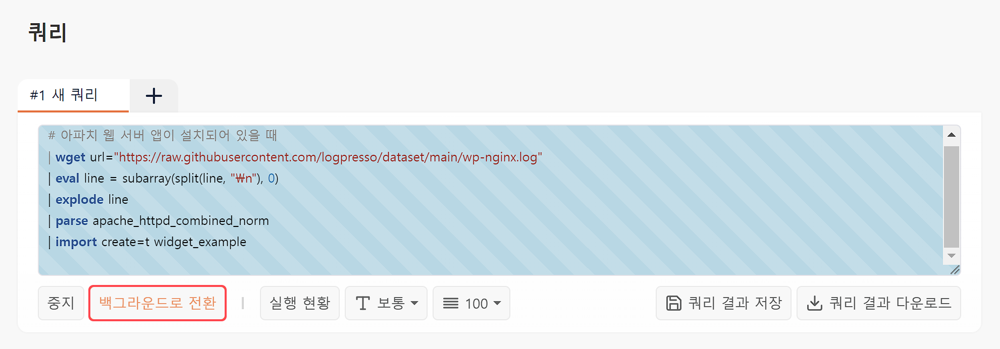 쿼리
#1 새 쿼리
# 아파치 웹 서버 앱이 설치되어 있을 때
| wget url="https://raw.githubusercontent.com/logpresso/dataset/main/wp-nginx.log"
| eval line = subarray(split(line, "₩n"), 0)
| explode line
| parse apache_httpd_combined_norm
| import create=t widget_example
중지 백그라운드로 전환 실행 현황 보통 100 쿼리 결과 저장 쿼리 결과 다운로드